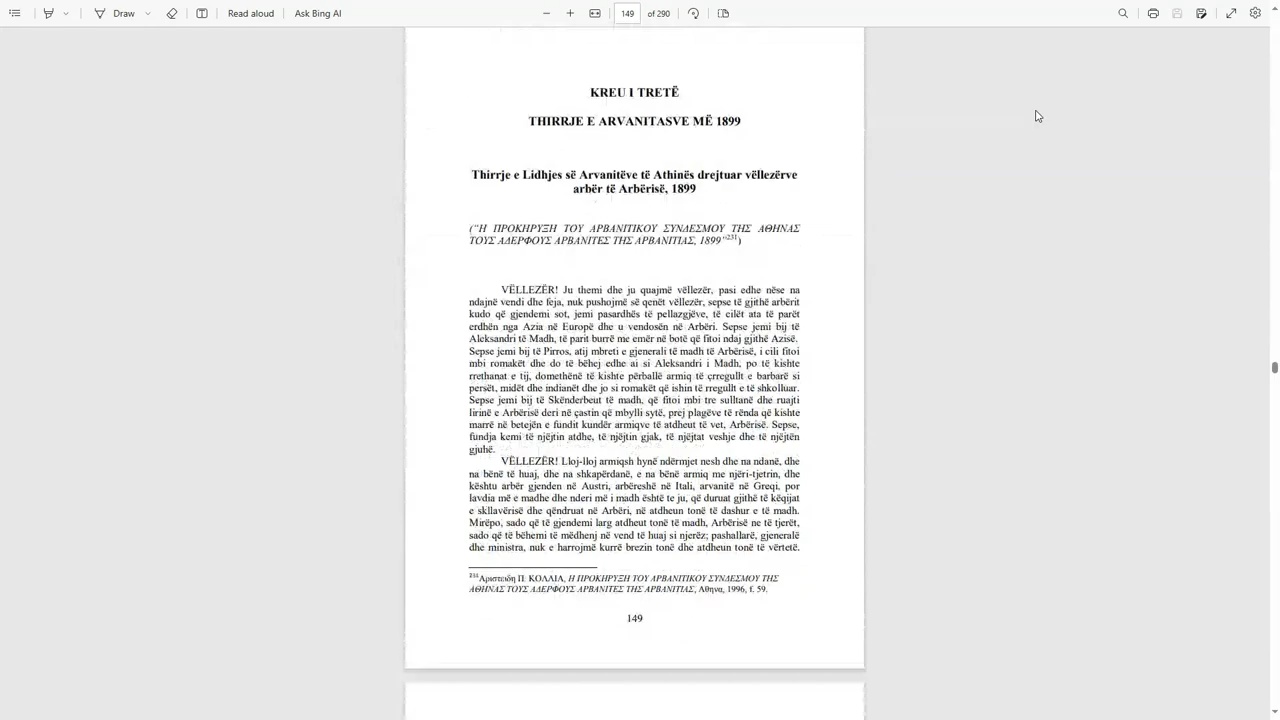 Draw
Read aloud
Ask Bing AI
149 of 290
KREU I TRETË
THIRRJE E ARVANITASVE MË 1899
Thirrje e Lidhjes së Arvanitëve të Athinës drejtuar vëllezërve
arbër të Arbërisë, 1899
("Η ΠΡΟΚΗΡΥΞΗ ΤΟΥ ΑΡΒΑΝΙΤΙΚΟΥ ΣΥΝΔΕΣΜΟΥ ΤΗΣ ΑΘΗΝΑΣ
ΤΟΥΣ ΑΔΕΡΦΟΥΣ ΑΡΒΑΝΙΤΕΣ ΤΗΣ ΑΡΒΑΝΙΤΙΑΣ, 1899"231)
VËLLEZËR! Ju themi dhe ju quajmë vëllezër, pasi edhe nëse na
ndajnë vendi dhe feja, nuk pushojmë së qenët vëllezër, sepse të gjithë arbërit
kudo që gjendemi sot, jemi pasardhës të pellazgjëve, të cilët ata të parët
erdhën nga Azia në Europë dhe u vendosën në Arbëri. Sepse jemi bij të
Aleksandri të Madh, të parit burrë me emër në botë që fitoi ndaj gjithë Azisë.
Sepse jemi bij të Pirros, atij mbreti e gjenerali të madh të Arbërisë, i cili fitoi
mbi romakët dhe do të bëhej edhe ai si Aleksandri i Madh, po të kishte
rrethanat e tij, domethënë të kishte përballë armiq të çrregullt e barbarë si
persët, midët dhe indianët dhe jo si romakët që ishin të rregullt e të shkolluar.
Sepse jemi bij të Skënderbeut të madh, që fitoi mbi tre sulltanë dhe ruajti
lirinë e Arbërisë deri në çastin që mbylli sytë, prej plagëve të rënda që kishte
marrë në betejën e fundit kundër armiqve të atdheut të vet, Arbërisë. Sepse,
fundja kemi të njëjtin atdhe, të njëjtin gjak, të njëjtat veshje dhe të njëjtën
gjuhë.
VËLLEZËR! Lloj-lloj armiqsh hynë ndërmjet nesh dhe na ndanë, dhe
na bënë të huaj, dhe na shkapërdanë, e na bënë armiq me njëri-tjetrin, dhe
kështu arbër gjenden në Austri, arbëreshë në Itali, arvanitë në Greqi, por
lavdia më e madhe dhe nderi më i madh është te ju, që duruat gjithë të këqijat
e skllavërisë dhe qëndruat në Arbëri, në atdheun tonë të dashur e të madh.
Mirëpo, sado që të gjendemi larg atdheut tonë të madh, Arbërisë ne të tjerët,
sado që të bëhemi të mëdhenj në vend të huaj si njerëz; pashallarë, gjeneralë
dhe ministra, nuk e harrojmë kurrë brezin tonë dhe atdheun tonë të vërtetë.
231Αριστειδη Π. ΚΟΛΛΙΑ, Η ΠΡΟΚΗΡΥΞΗ ΤΟΥ ΑΡΒΑΝΙΤΙΚΟΥ ΣΥΝΔΕΣΜΟΥ ΤΗΣ
ΑΘΗΝΑΣ ΤΟΥΣ ΑΔΕΡΦΟΥΣ ΑΡΒΑΝΙΤΕΣ ΤΗΣ ΑΡΒΑΝΙΤΙΑΣ, Αθηνα, 1996, f. 59.
149